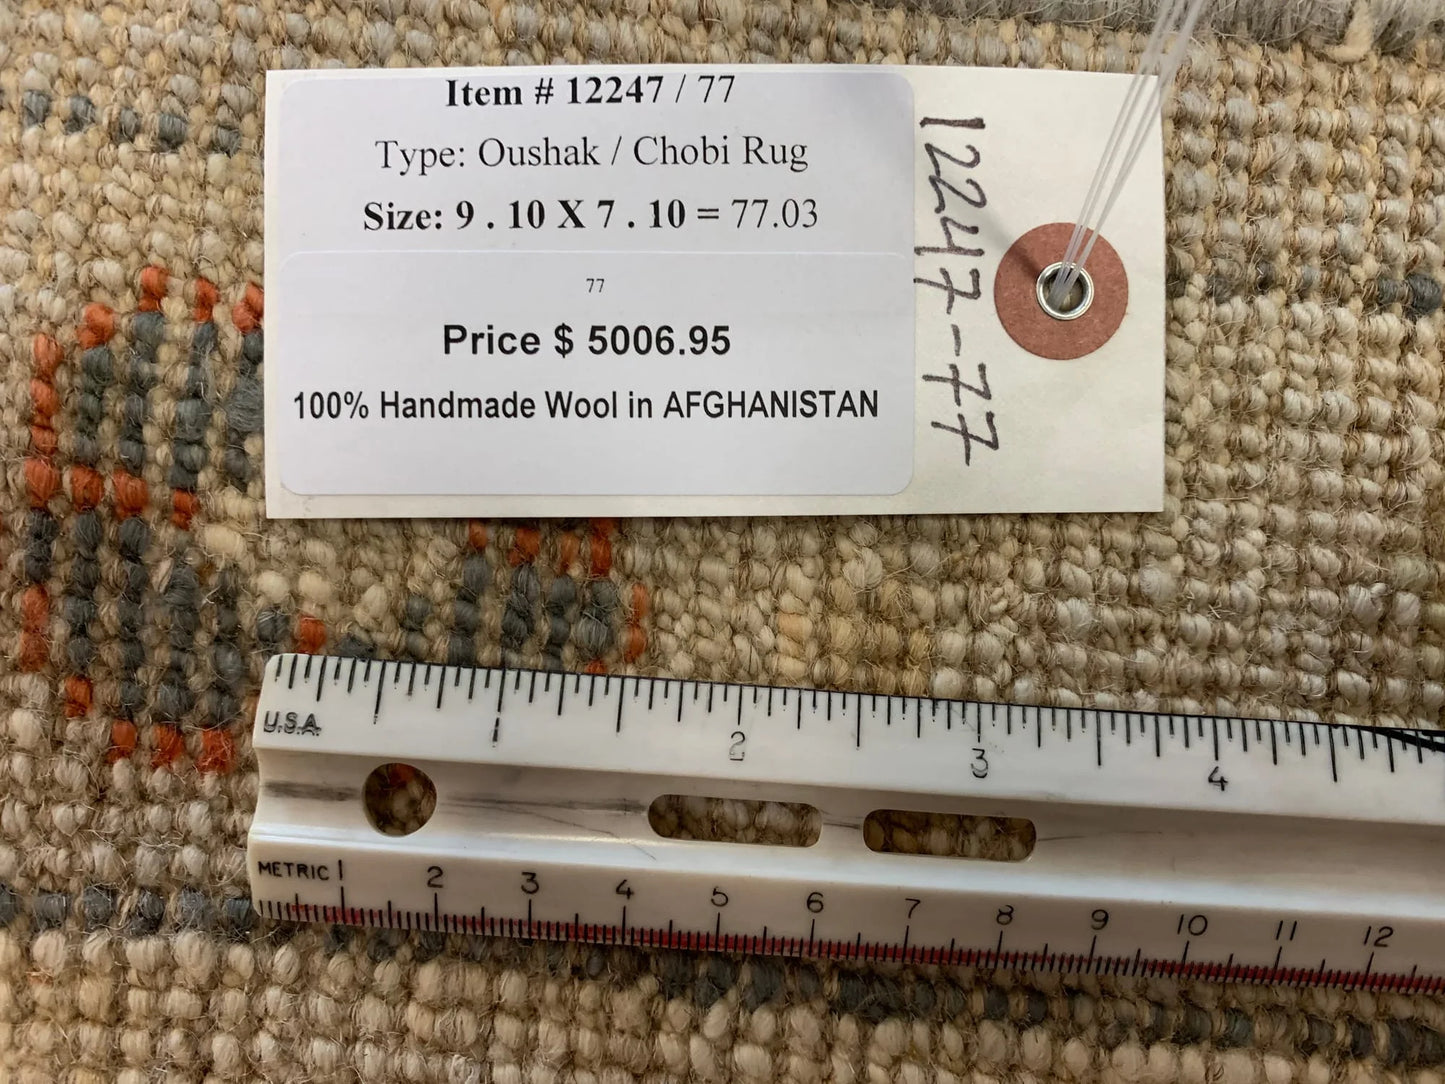 Item # 12247 / 77
Type: Oushak / Chobi Rug
Size: 9 . 10 X 7 . 10 = 77.03
77
Price $ 5006.95
100% Handmade Wool in AFGHANISTAN
12247-77
U.S.A.
2 3 4
METRIC 1 2 3 4 5 6 7 8 9 10 11 12